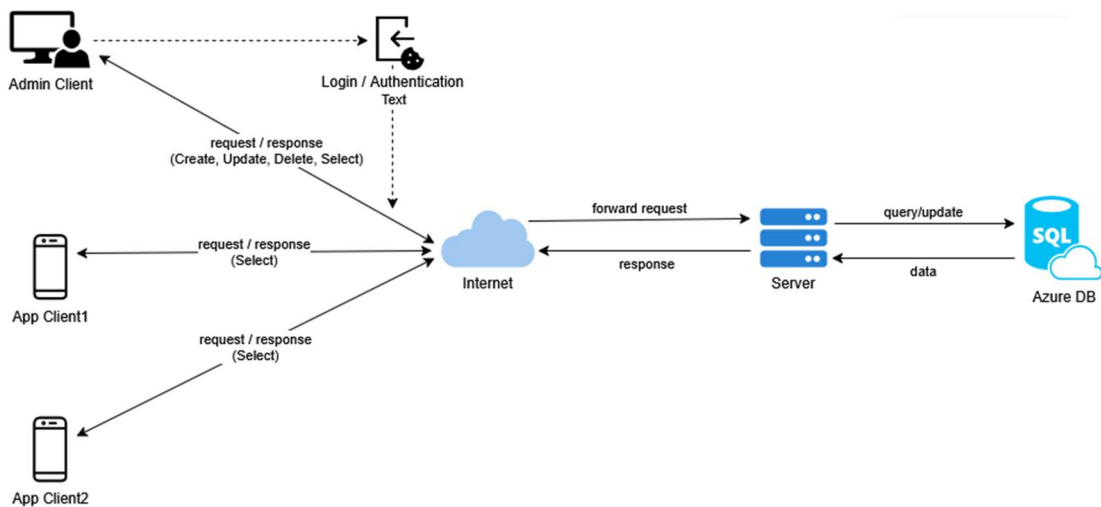 Admin Client
Login / Authentication
Text
request / response
(Create, Update, Delete, Select)
forward request
query/update
SQL
request / response
(Select)
response
data
Internet
Server
Azure DB
App Client1
request / response
(Select)
App Client2